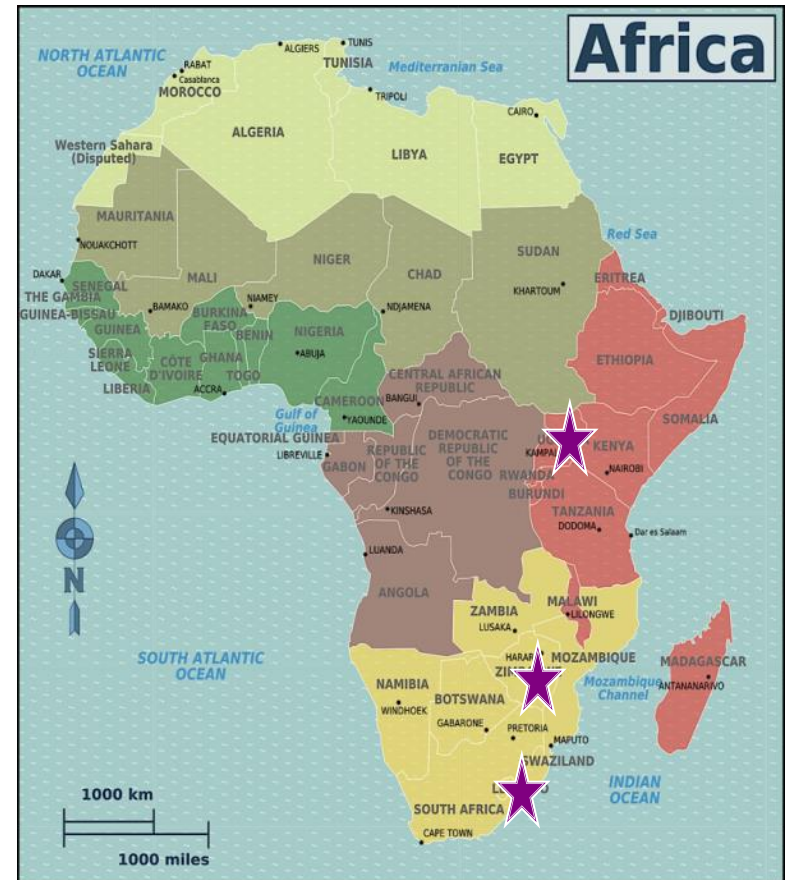 Africa
NORTH ATLANTIC
OCEAN
RABAT
Casablanca
MOROCCO
ALGIERS
TUNIS
TUNISIA
Mediterranean Sea
TRIPOLI
CAIRO
ALGERIA
LIBYA
EGYPT
Western Sahara
(Disputed)
MAURITANIA
NOUAKCHOTT
MALI
NIGER
CHAD
SUDAN
KHARTOUM
Red Sea
ERITREA
DJIBOUTI
DAKAR
SENEGAL
THE GAMBIA
GUINEA-BISSAU
GUINEA
BAMAKO
NIAMEY
BURKINA
FASO
BENIN
NIGERIA
ABUJA
NDJAMENA
SIERRA
LEONE
LIBERIA
CÔTE
D'IVOIRE
GHANA
TOGO
ACCRA
CAMEROON
YAOUNDE
Gulf of
Guinea
CENTRAL AFRICAN
REPUBLIC
BANGUI
ETHIOPIA
SOMALIA
EQUATORIAL GUINEA
LIBREVILLE
GABON
REPUBLIC
OF THE
CONGO
DEMOCRATIC
REPUBLIC
OF THE
CONGO
KENYA
NAIROBI
RWANDA
BURUNDI
TANZANIA
DODOMA
Dar es Salaam
KINSHASA
LUANDA
ANGOLA
N
ZAMBIA
LUSAKA
MALAWI
LILONGWE
MOZAMBIQUE
Mozambique
Channel
MADAGASCAR
ANTANANARIVO
SOUTH ATLANTIC
OCEAN
NAMIBIA
WINDHOEK
BOTSWANA
GABARONE
PRETORIA
MAPUTO
SWAZILAND
SOUTH AFRICA
CAPE TOWN
INDIAN
OCEAN
1000 km
1000 miles